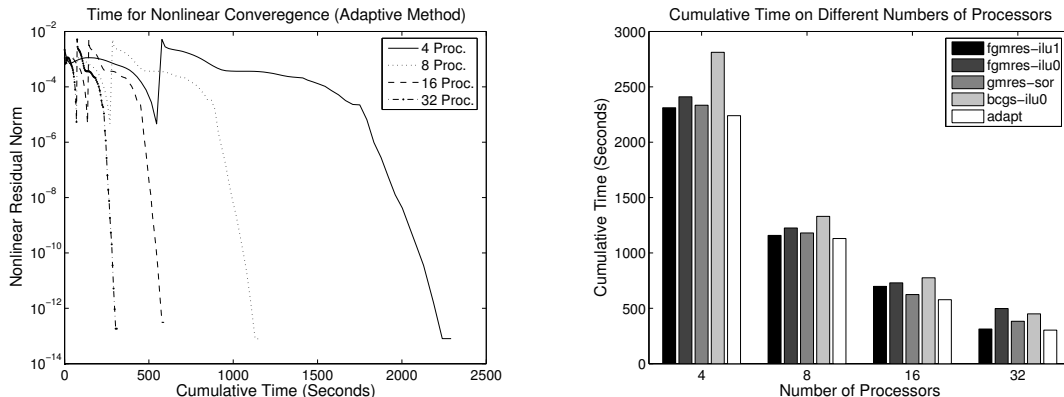 Time for Nonlinear Converegence (Adaptive Method)
10−2
10−4
10−6
10−8
10−10
10−12
10−14
Nonlinear Residual Norm
4 Proc.
8 Proc.
16 Proc.
32 Proc.
0
500
1000
1500
2000
2500
Cumulative Time (Seconds)
Cumulative Time on Different Numbers of Processors
3000
2500
2000
1500
1000
500
0
Cumulative Time (Seconds)
fgmres−ilu1
fgmres−ilu0
gmres−sor
bcgs−ilu0
adapt
4
8
16
32
Number of Processors